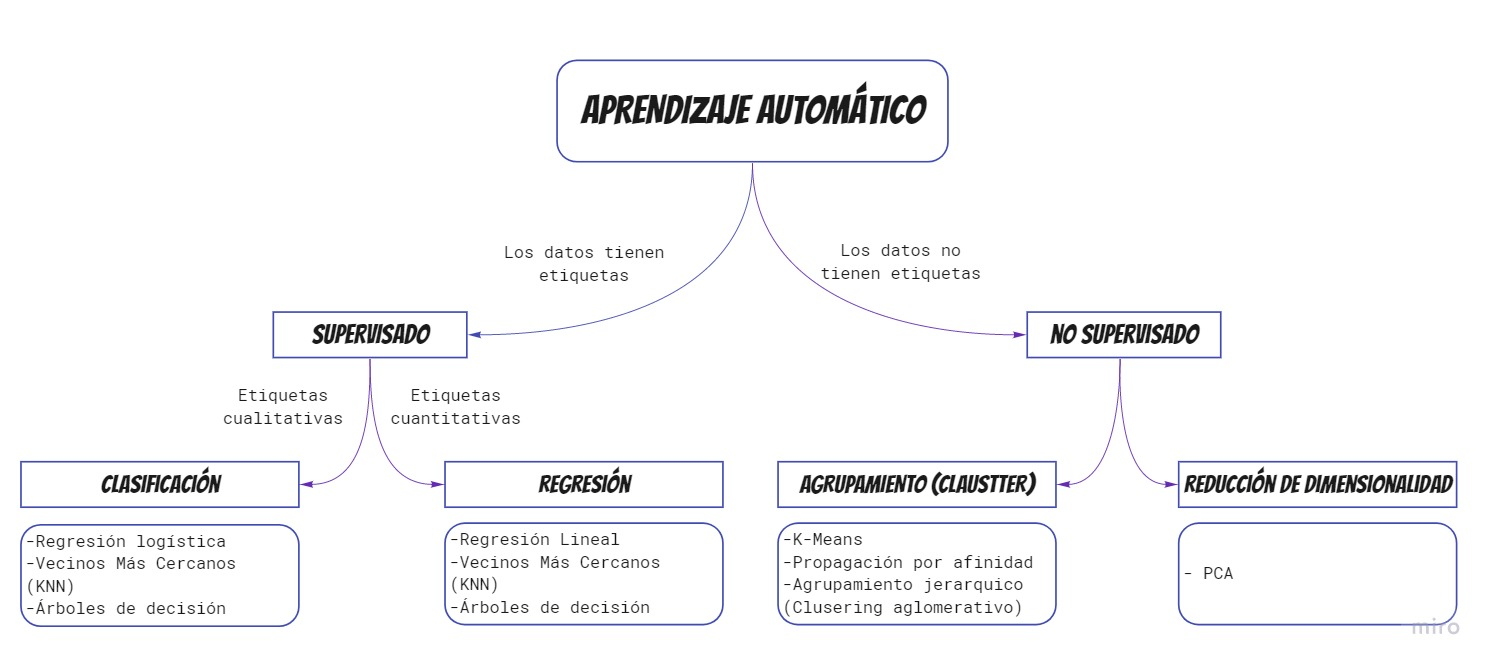 APRENDIZAJE AUTOMÁTICO
Los datos tienen
etiquetas
Los datos no
tienen etiquetas
SUPERVISADO
NO SUPERVISADO
Etiquetas
cualitativas
Etiquetas
cuantitativas
CLASIFICACIÓN
REGRESIÓN
AGRUPAMIENTO (CLAUSTTER)
REDUCCIÓN DE DIMENSIONALIDAD
-Regresión logística
-Vecinos Más Cercanos
(KNN)
-Árboles de decisión
-Regresión Lineal
-Vecinos Más Cercanos
(KNN)
-Árboles de decisión
-K-Means
-Propagación por afinidad
-Agrupamiento jerarquico
(Clusering aglomerativo)
- PCA
miro